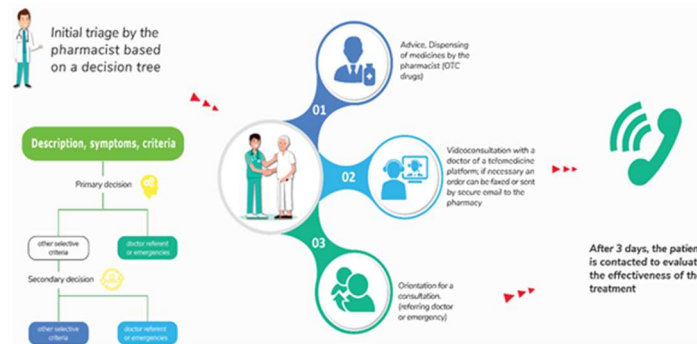 Initial triage by the
pharmacist based
on a decision tree
Description, symptoms, criteria
Primary decision
other selective
criteria
doctor referent
or emergencies
Secondary decision
other selective
criteria
doctor referent
or emergencies
01
Advice, Dispensing
of medicines by the
pharmacist (OTC
drugs)
02
Videoconsultation with a
doctor of a telemedicine
platform; if necessary an
order can be faxed or sent
by secure email to the
pharmacy
03
Orientation for a
consultation.
(referring doctor
or emergency)
After 3 days, the patien
is contacted to evaluat
the effectiveness of the
treatment